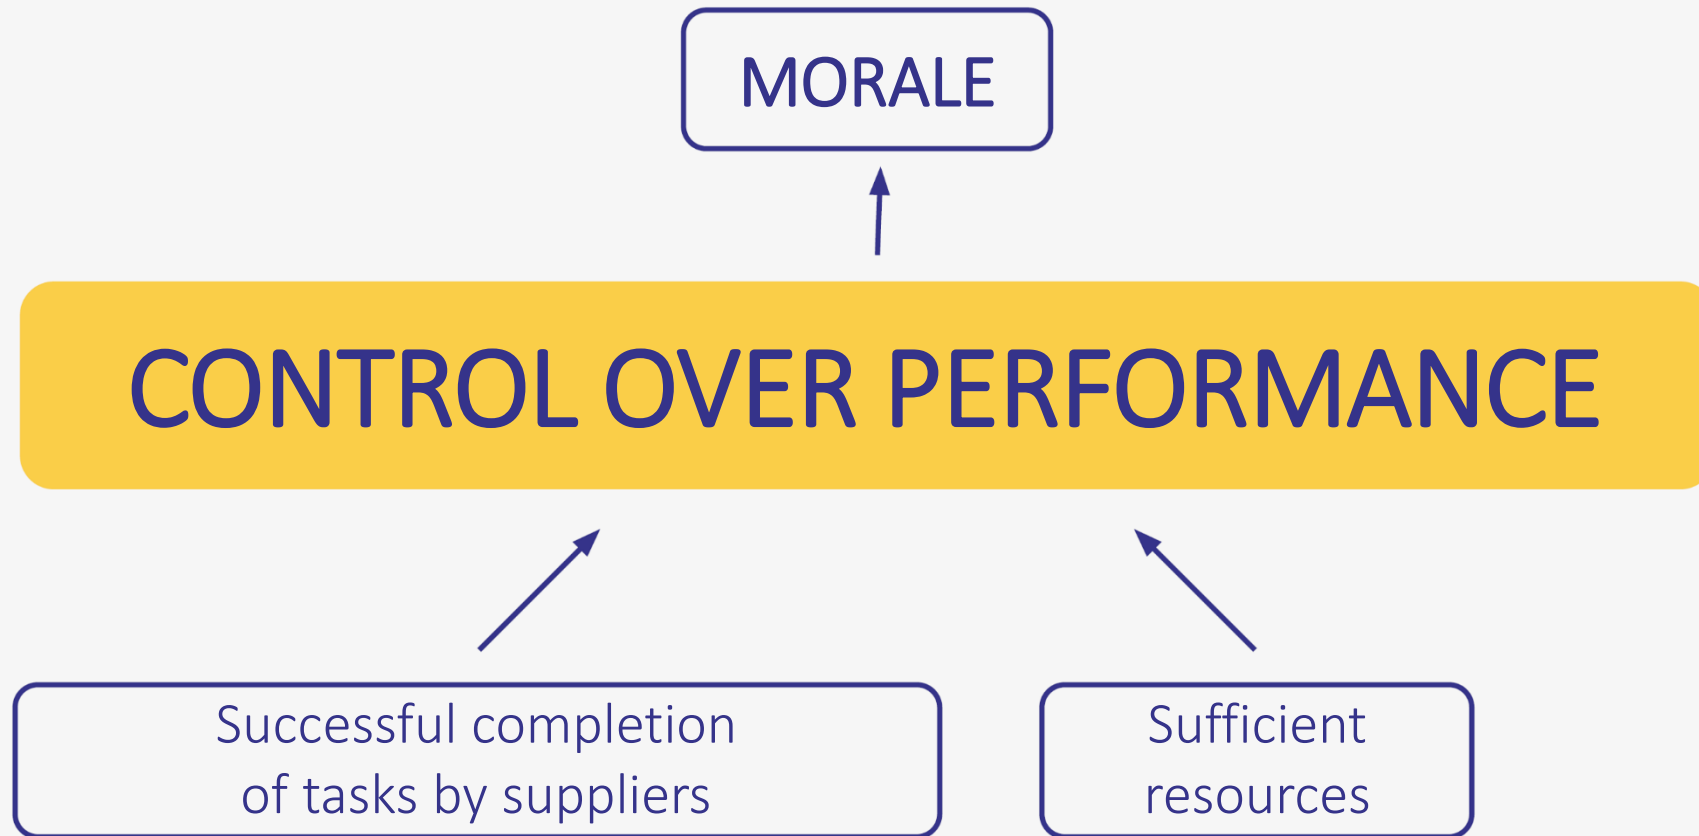 MORALE
CONTROL OVER PERFORMANCE
Successful completion
of tasks by suppliers
Sufficient
resources